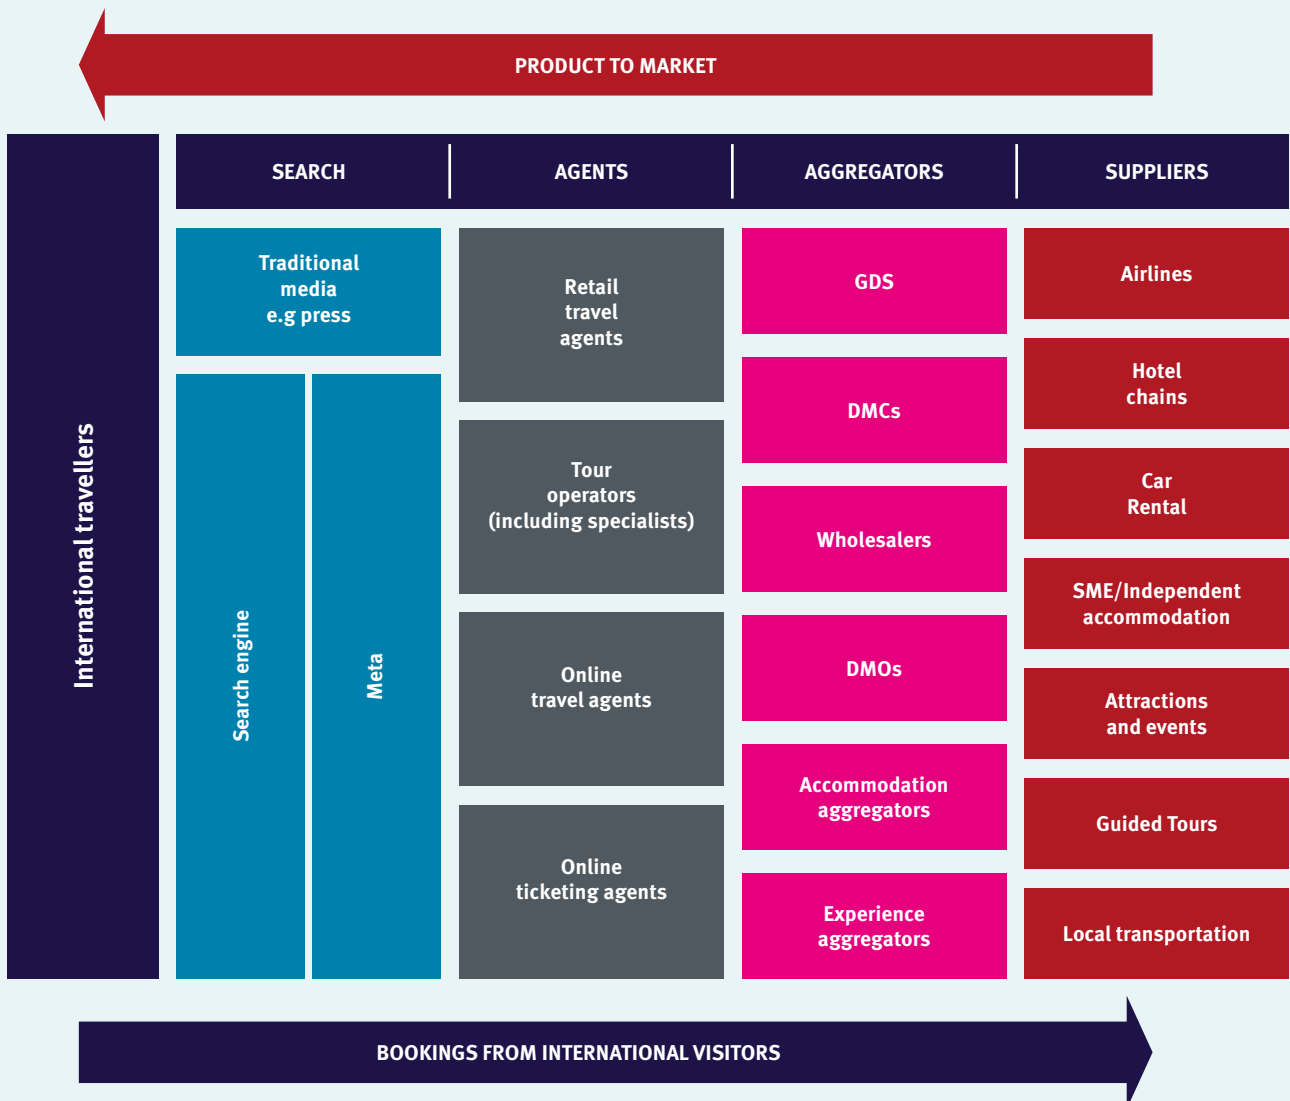 PRODUCT TO MARKET
International travellers
SEARCH
AGENTS
AGGREGATORS
SUPPLIERS
Traditional
media
e.g press
Search engine
Meta
Retail
travel
agents
Tour
operators
(including specialists)
Online
travel agents
Online
ticketing agents
GDS
DMCs
Wholesalers
DMOs
Accommodation
aggregators
Experience
aggregators
Airlines
Hotel
chains
Car
Rental
SME/Independent
accommodation
Attractions
and events
Guided Tours
Local transportation
BOOKINGS FROM INTERNATIONAL VISITORS